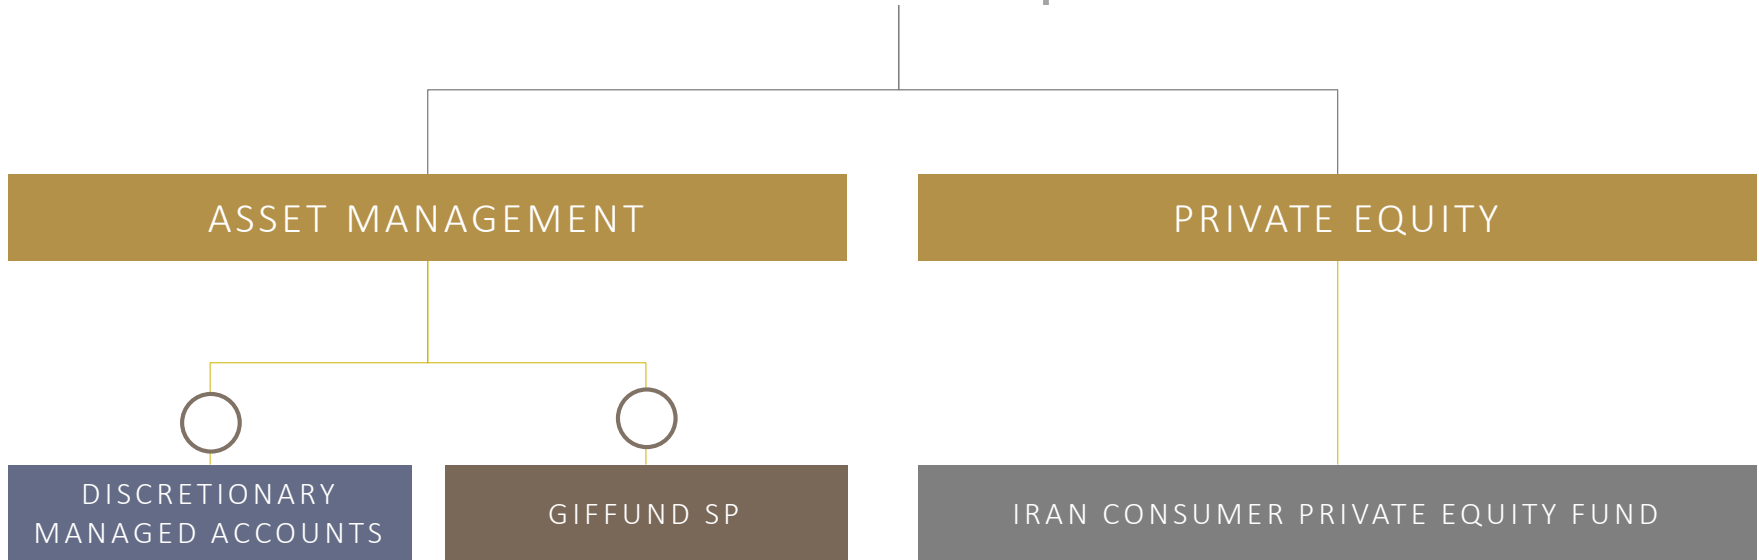 ASSET MANAGEMENT
PRIVATE EQUITY
DISCRETIONARY
MANAGED ACCOUNTS
GIFFUND SP
IRAN CONSUMER PRIVATE EQUITY FUND